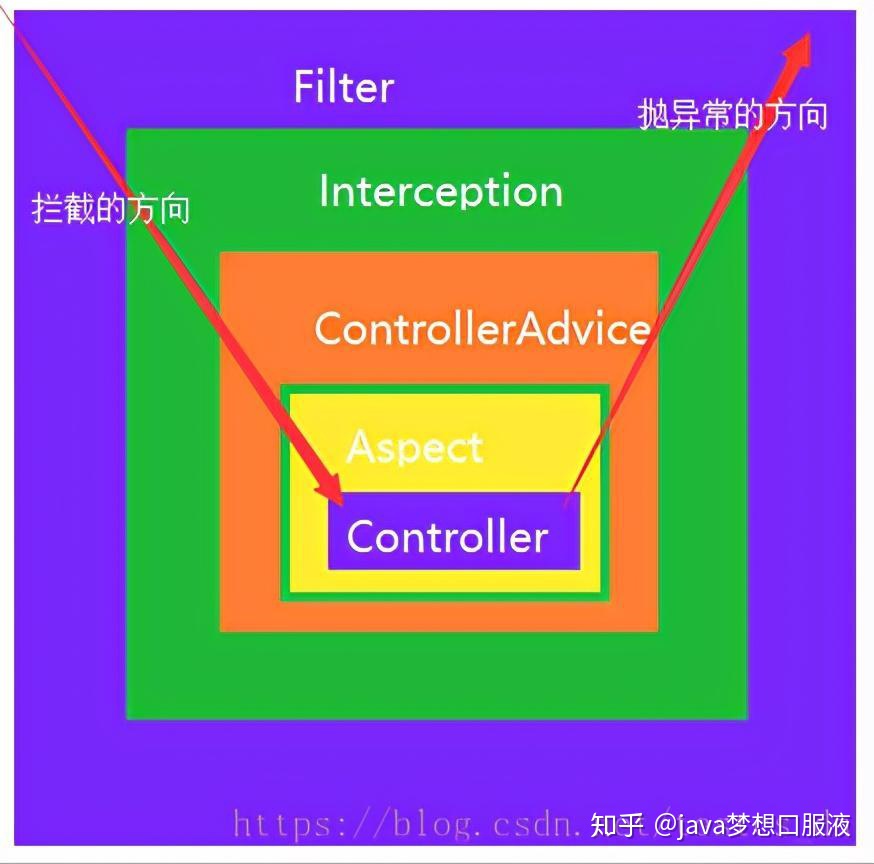 Filter
抛异常的方向
Interception
拦截的方向
ControllerAdvice
Aspect
Controller
https://blog.csdn.net/
知乎 @java梦想口服液